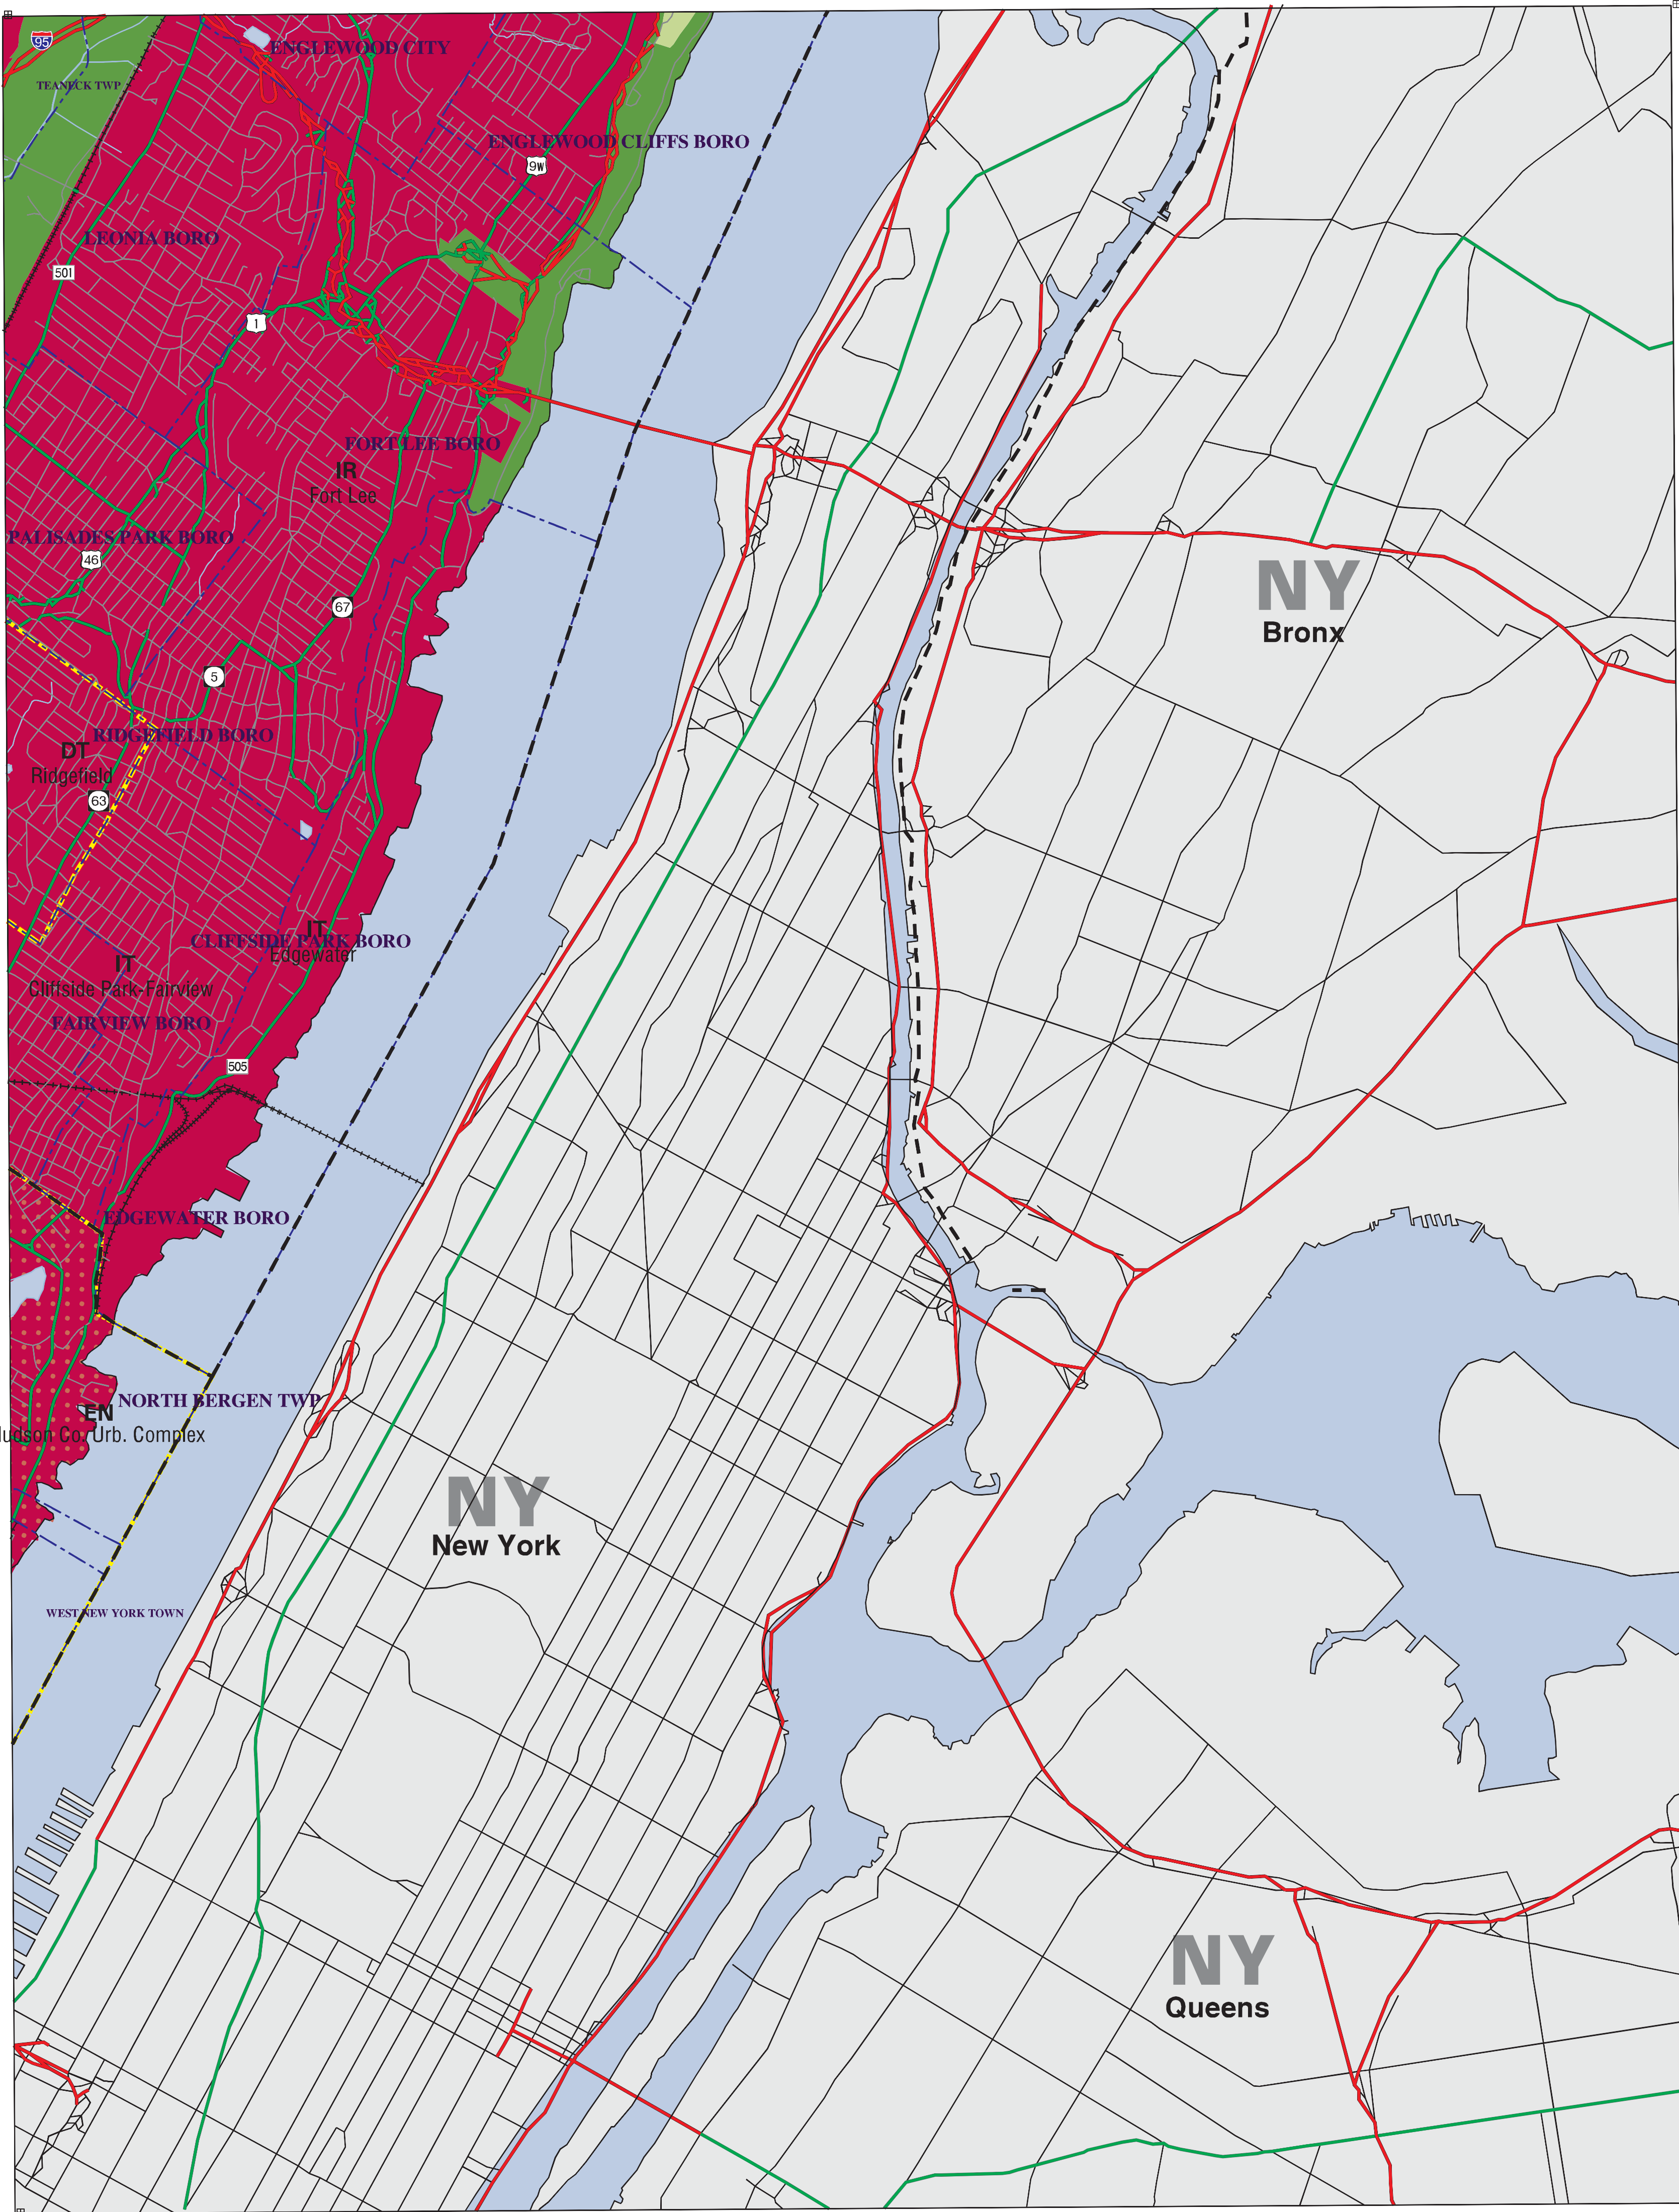 95
ENGLEWOOD CITY
TEANECK TWP
ENGLEWOOD CLIFFS BORO
9W
LEONIA BORO
501
1
FORT LEE BORO
IR
Fort Lee
PALISADES PARK BORO
46
NY
Bronx
67
5
RIDGEFIELD BORO
DT
Ridgefield
63
IT
CLIFFSIDE PARK BORO
Edgewater
IT
Cliffside Park-Fairview
FAIRVIEW BORO
505
EDGEWATER BORO
NORTH BERGEN TWP
EN
Co. Urb. Complex
NY
New York
WEST NEW YORK TOWN
NY
Queens